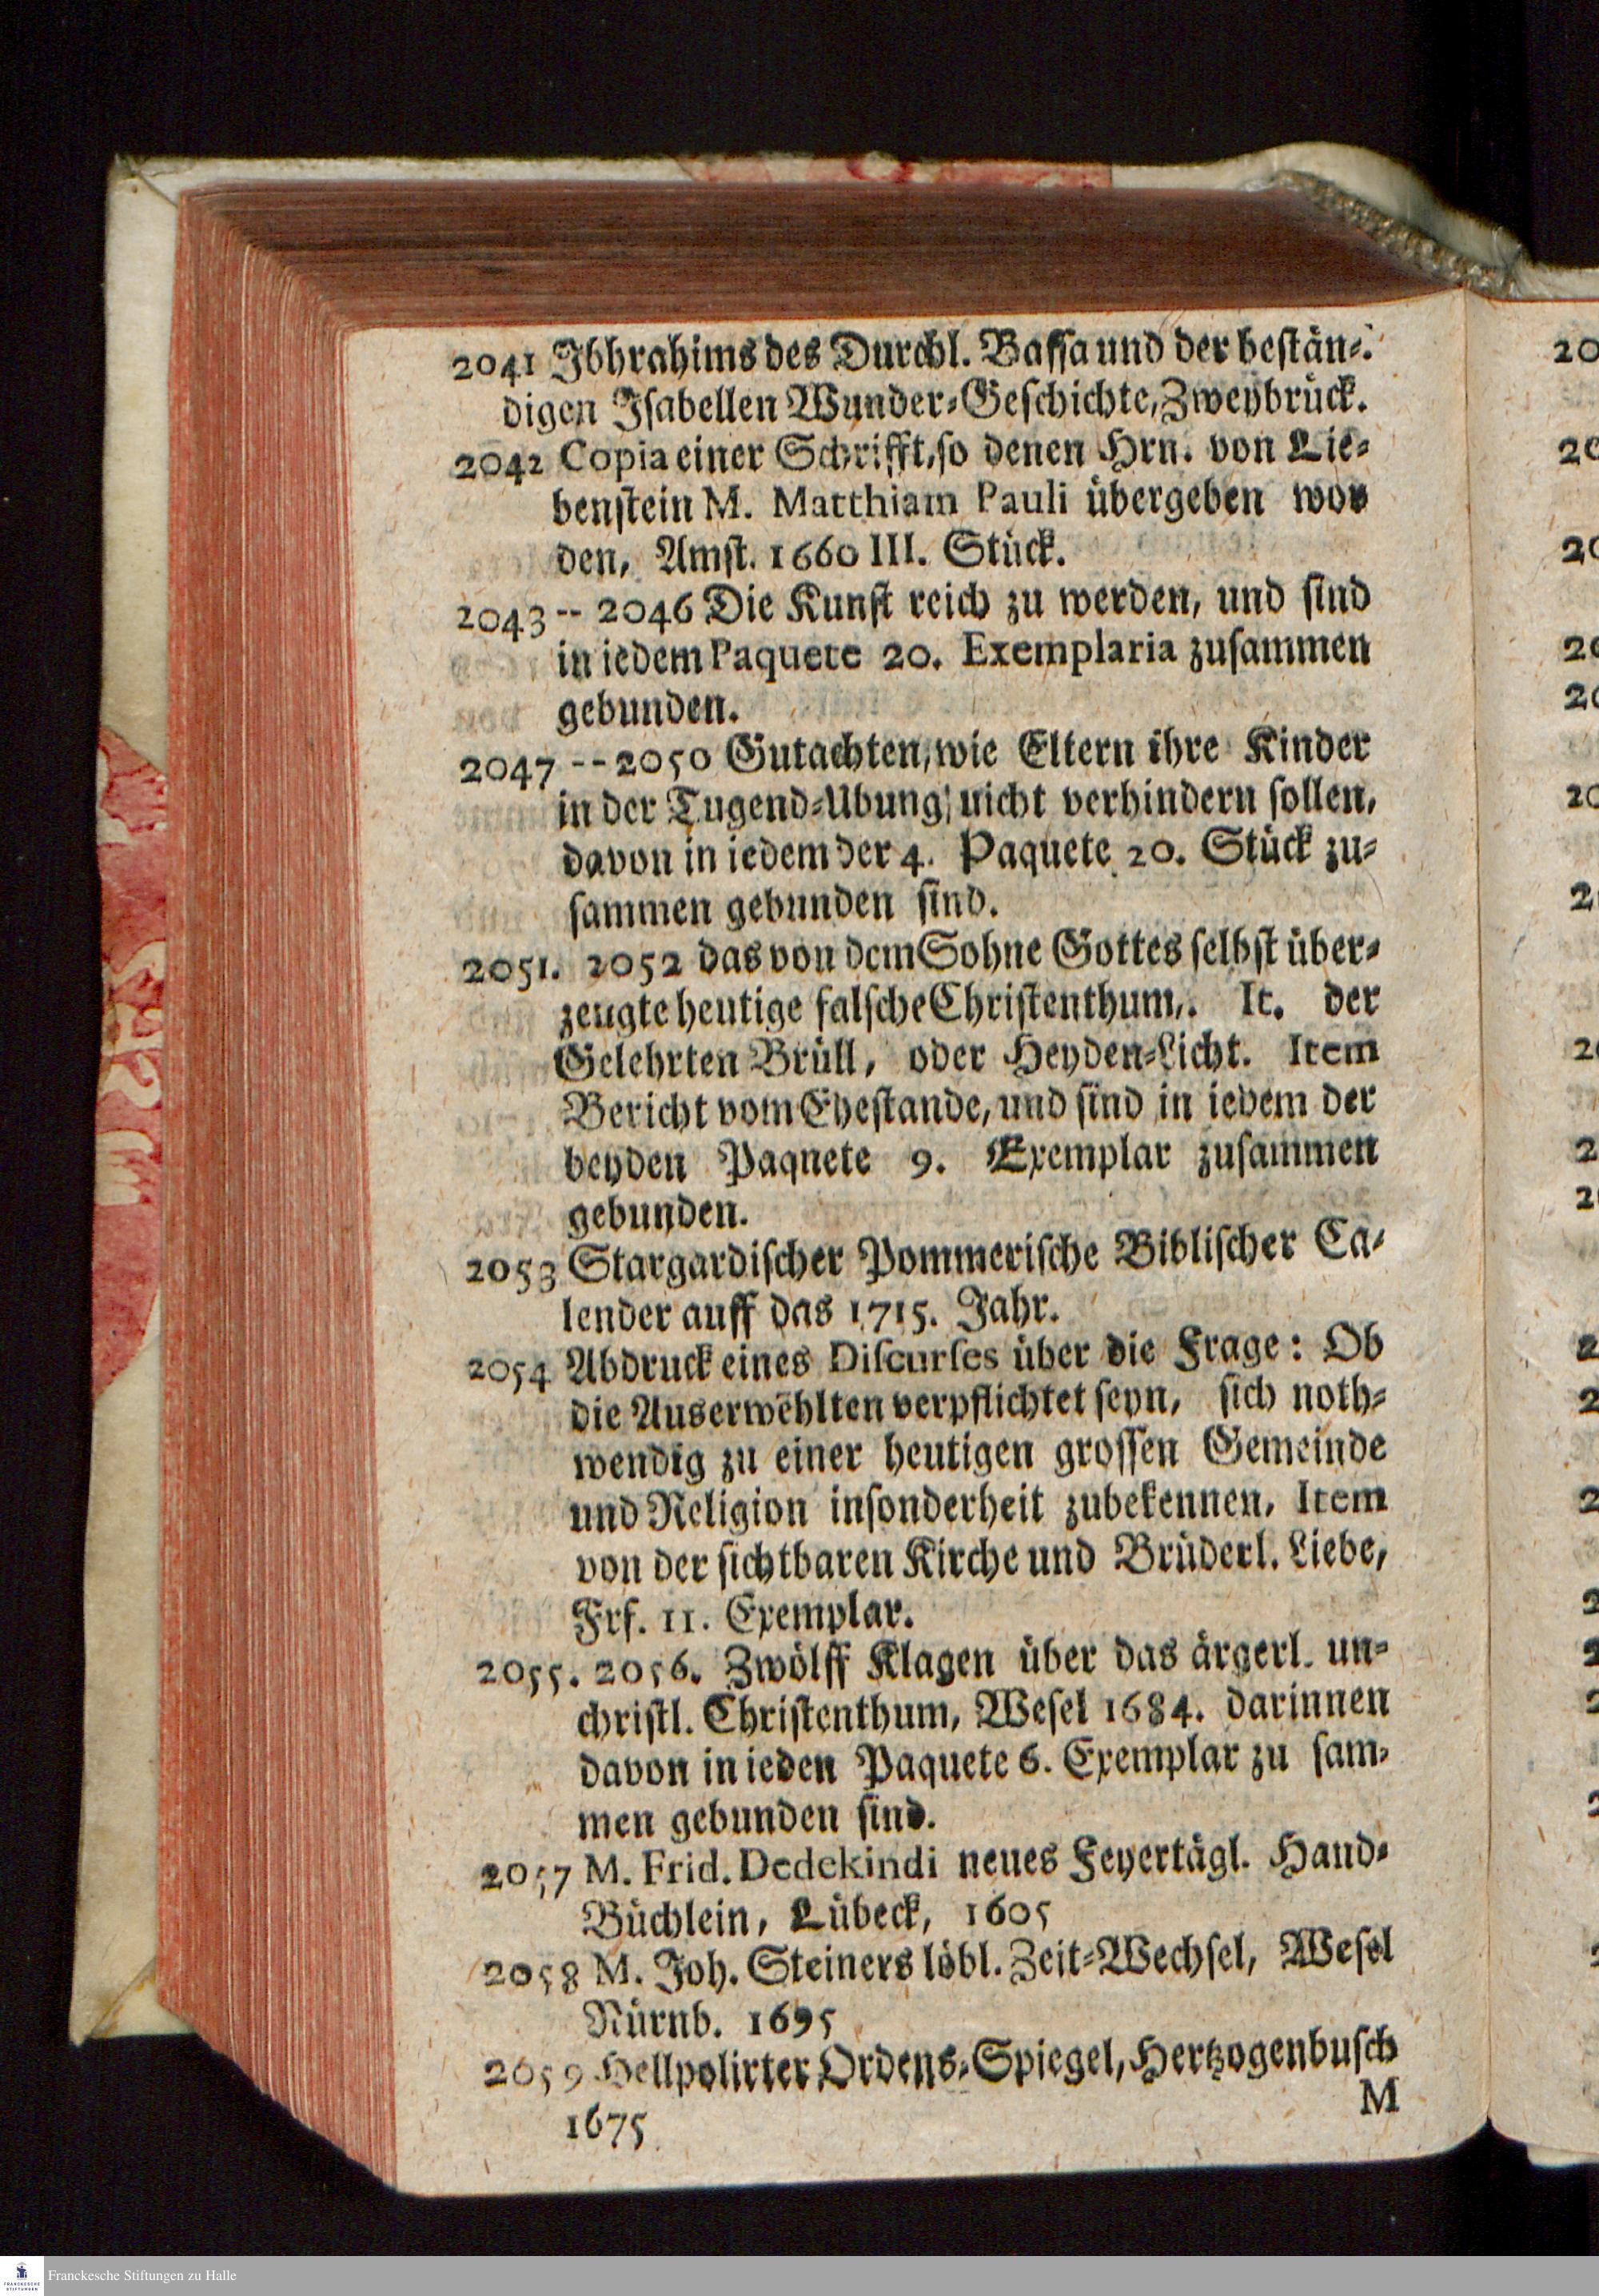 2041 Jbhrahims des Durchl. Bassa und der bestän-
digen Isabellen Wunder-Geschichte, Zweybrück.
2042 Copia einer Schrifft, so denen Hrn. von Lie-
benstein M. Matthiam Pauli übergeben wor
den, Amst. 1660 III. Stück.
2043 -- 2046 Die Kunst reich zu werden, und sind
in iedem Paquete 20. Exemplaria zusammen
gebunden.
2047 -- 2050 Gutachten, wie Eltern ihre Kinder
in der Tugend-Ubung nicht verhindern sollen,
davon in iedem der 4. Paquete 20. Stück zu-
sammen gebunden sind.
2051. 2052 das von dem Sohne Gottes selbst über-
zeugte heutige falsche Christenthum,. It. der
Gelehrten Brüll, oder Heyden-Licht. Item
Bericht vom Ehestande, und sind in iedem der
beyden Paqnete 9. Exemplar zusammen
gebunden.
2053 Stargardischer Pommerische Biblischer Ca-
lender auff das 1715. Jahr.
2054 Abdruck eines Discurses über die Frage: Ob
die Auserwehlten verpflichtet seyn, sich noth-
wendig zu einer heutigen grossen Gemeinde
und Religion insonderheit zubekennen, Item
von der sichtbaren Kirche und Brüderl. Liebe,
Frf. 11. Exemplar.
2055. 2056. Zwölff Klagen über das ärgerl. un-
christl. Christenthum, Wesel 1684. darinnen
davon in ieden Paquete 6. Exemplar zu sam-
men gebunden sind.
2057 M. Frid. Dedekindi neues Feyertägl. Hand-
Büchlein, Lübeck, 1605
2058 M. Joh. Steiners löbl. Zeit-Wechsel, Wesel
Nürnb. 1695
2059 Hellpolirter Ordens-Spiegel, Hertzogenbusch
1675
M
Franckesche Stiftungen zu Halle